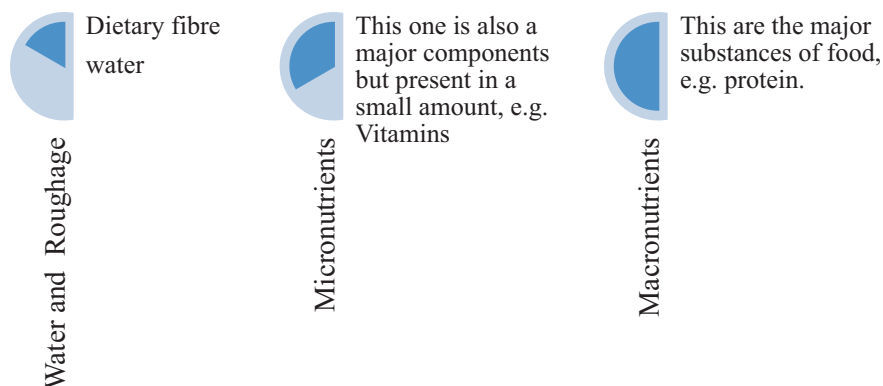 Dietary fibre
water
Water and Roughage
This one is also a
major components
but present in a
small amount, e.g.
Vitamins
Micronutrients
This are the major
substances of food,
e.g. protein.
Macronutrients